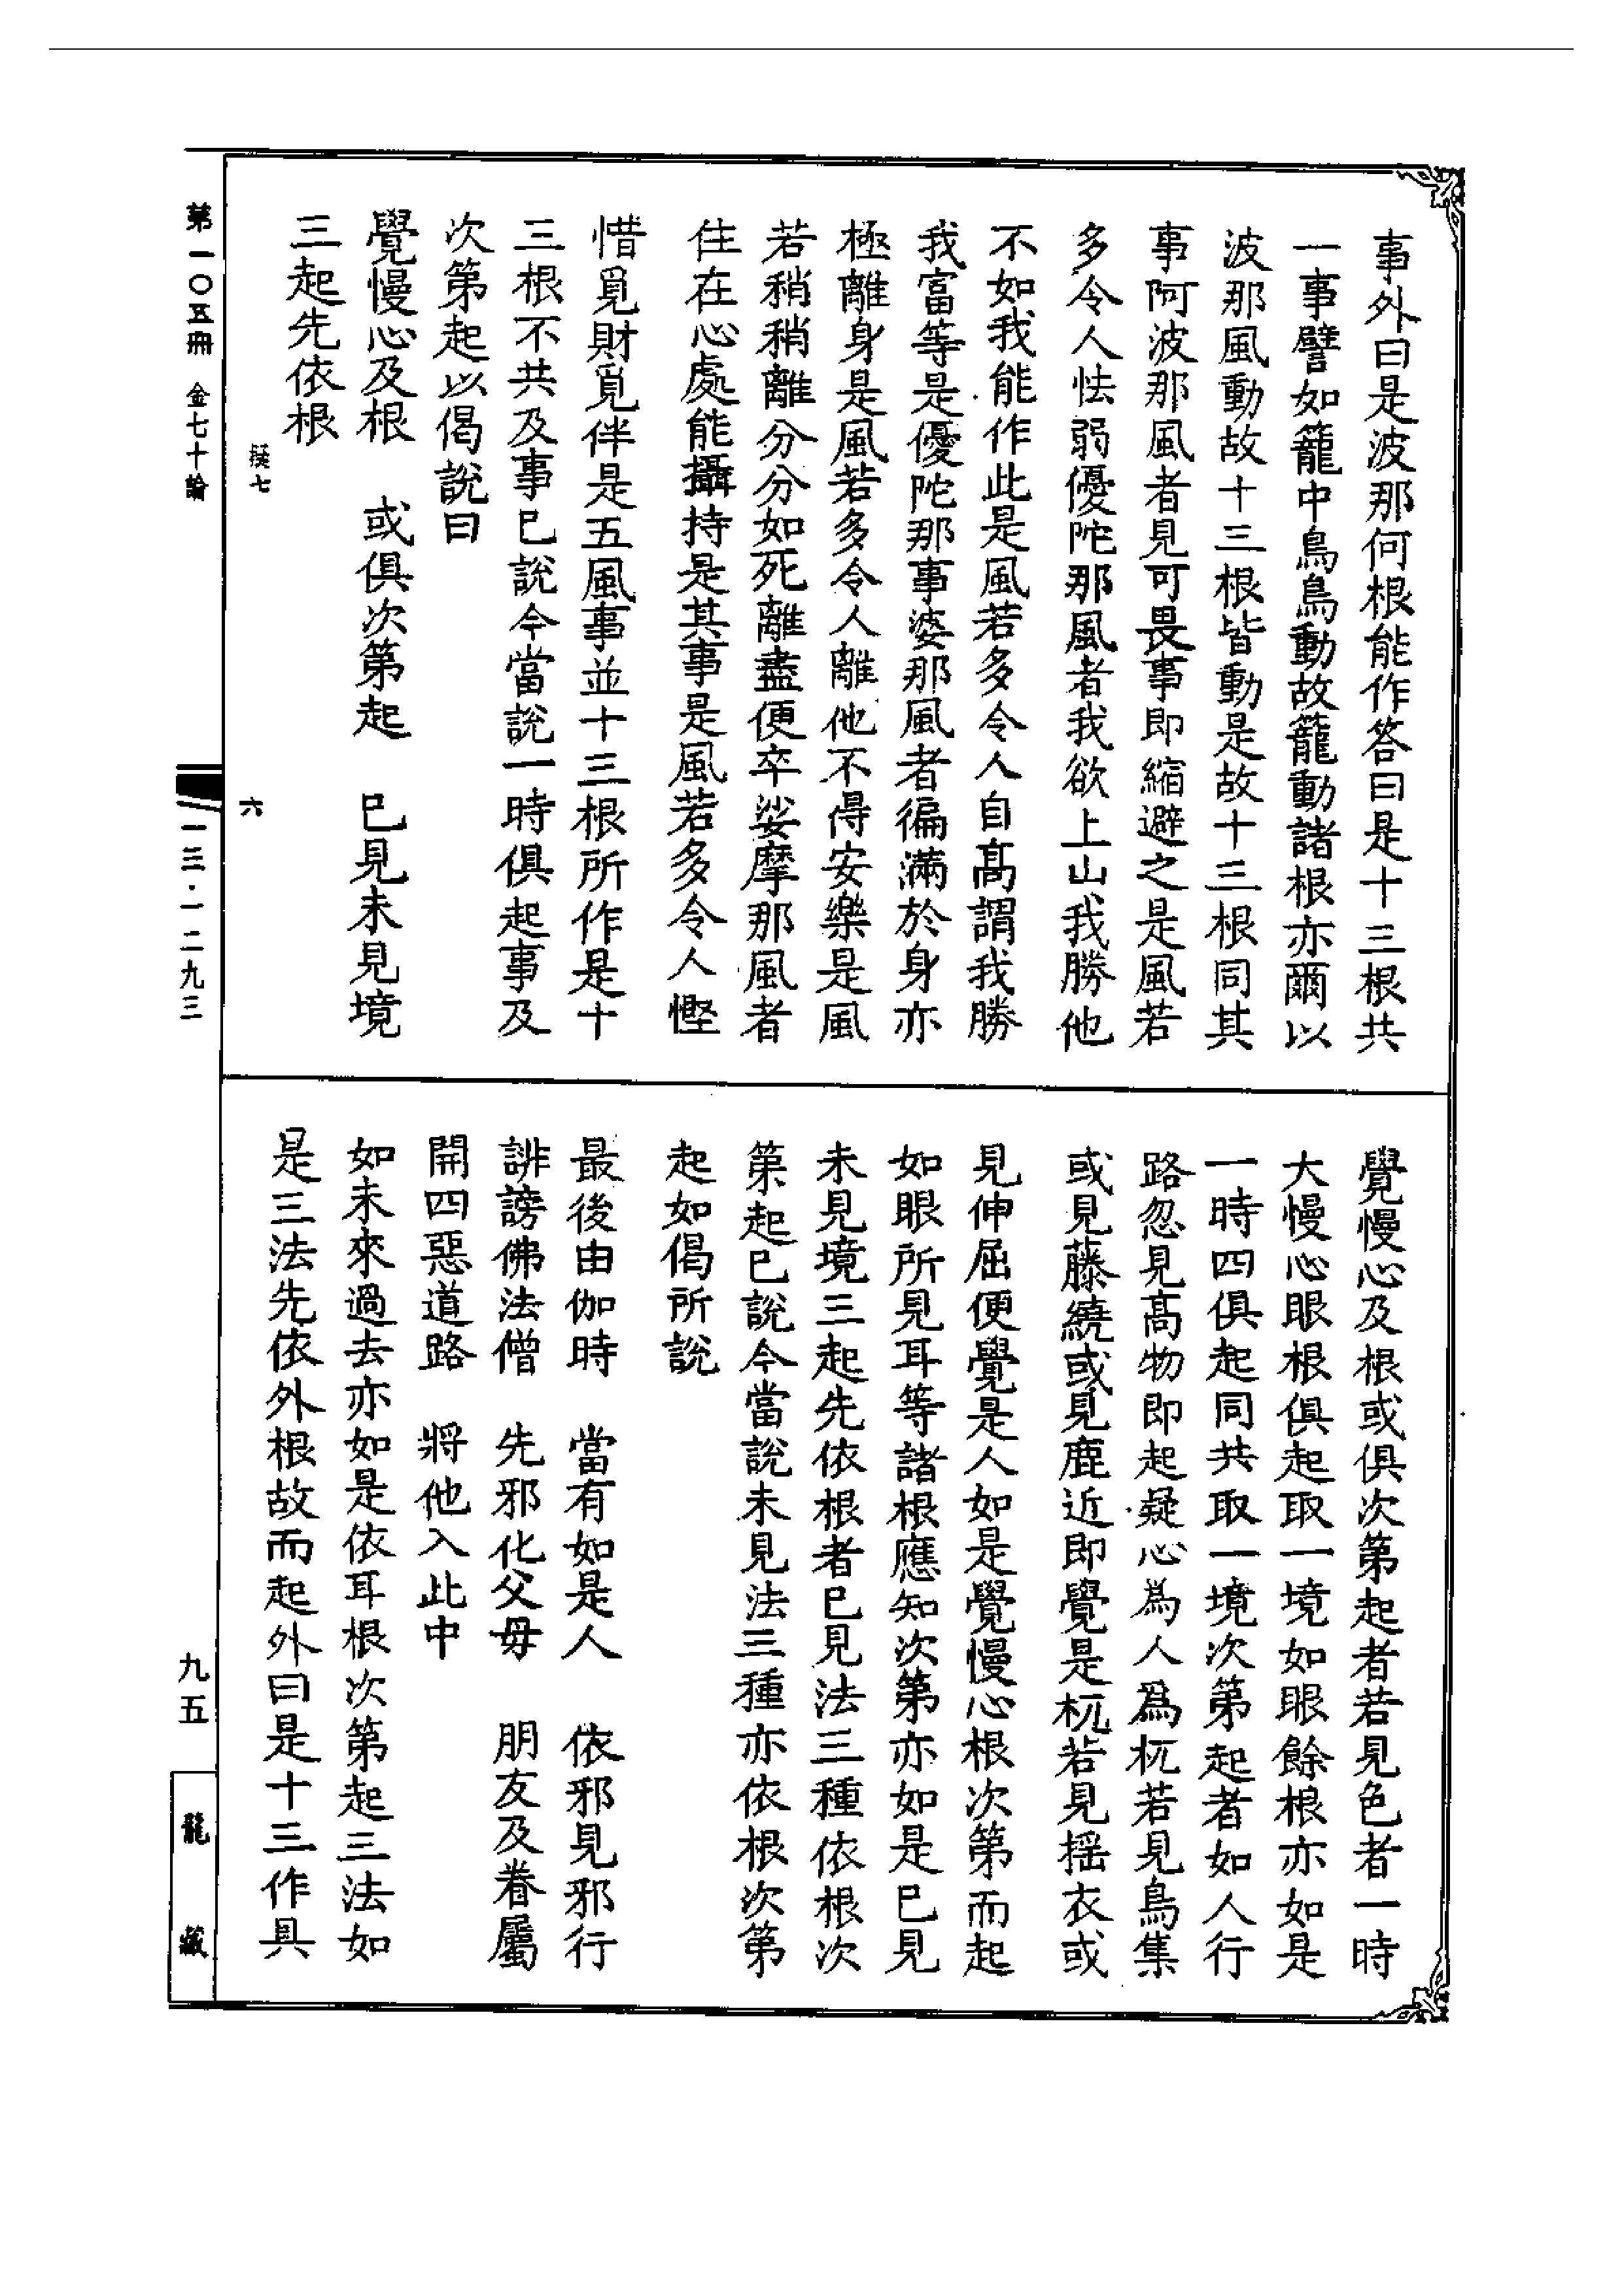 事外曰是波那何根能作答曰是十三根共
一事譬如籠中鳥鳥動故籠動諸根亦爾以
波那風動故十三根皆動是故十三根同其
事阿波那風者見可畏事即縮避之是風若
多令人怯弱優陀那風者我欲上山我勝他
不如我能作此是風若多令人自高謂我勝
我富等是優陀那事婆那風者徧滿於身亦
極離身是風若多令人離他不得安樂是風
若稍稍離分分如死離盡便卒娑摩那風者
住在心處能攝持是其事是風若多令人慳
惜覓財覓伴是五風事並十三根所作是十
三根不共及事已說今當說一時俱起事及
次第起以偈說曰
覺慢心及根　或俱次第起　已見未見境
三起先依根
覺慢心及根或俱次第起者若見色者一時
大慢心眼根俱起取一境如眼餘根亦如是
一時四俱起同共取一境次第起者如人行
路忽見高物即起疑心為人爲杌若見鳥集
或見藤繞或見鹿近即覺是杌若見揺衣或
見伸屈便覺是人如是覺慢心根次第而起
如眼所見耳等諸根應知次第亦如是已見
未見境三起先依根者已見法三種依根次
第起已說今當說未見法三種亦依根次第
起如偈所說
最後由伽時　當有如是人　依邪見邪行
誹謗佛法僧　先邪化父母　朋友及眷屬
開四惡道路　將他入此中
如未來過去亦如是依耳根次第起三法如
是三法先依外根故而起外曰是十三作具
六
第一〇五冊　金七十論
一三·一二九三
九五
龍藏